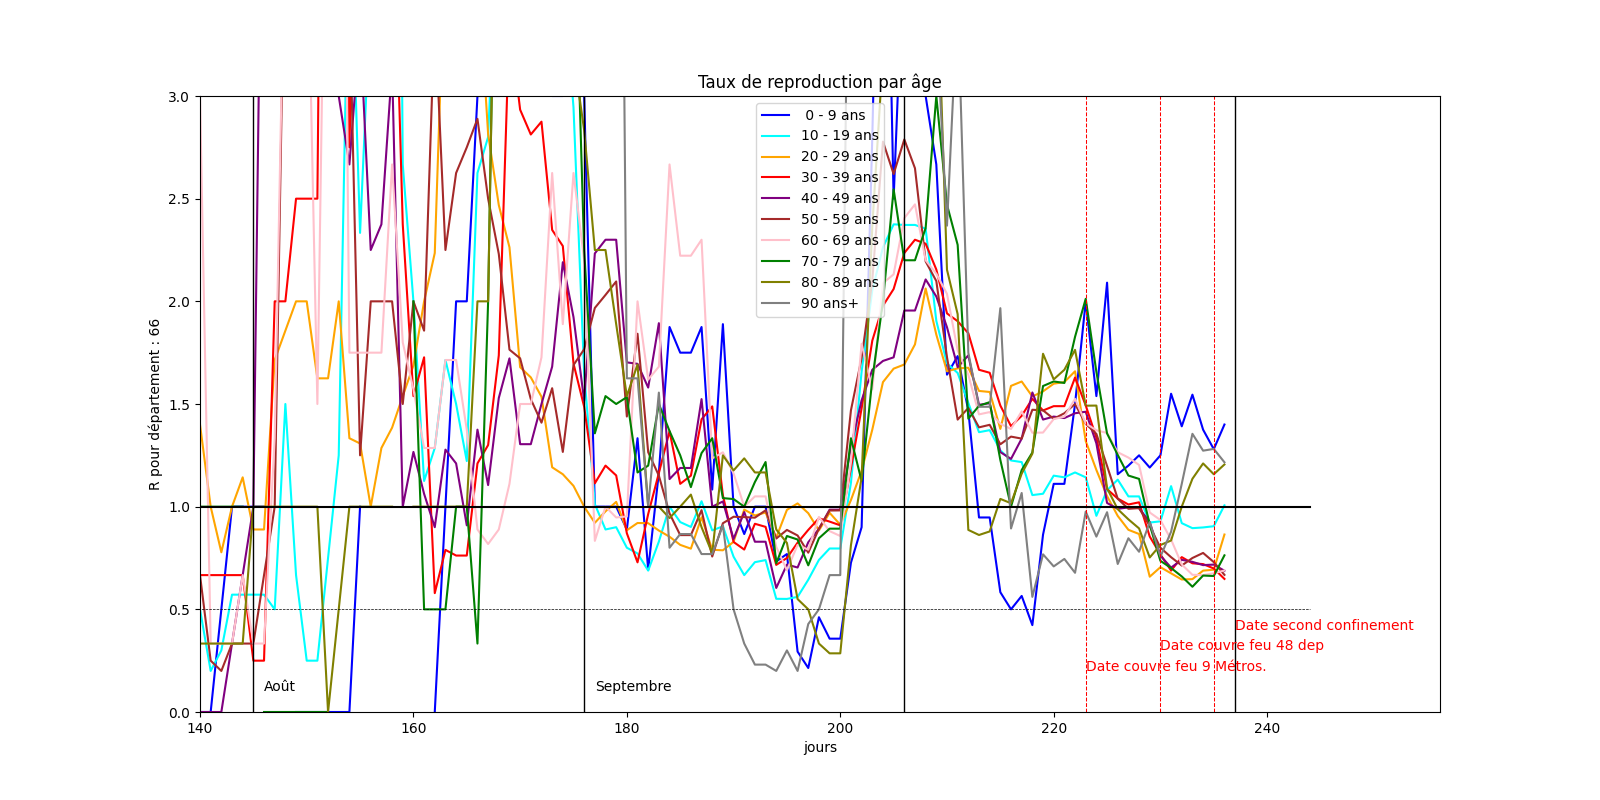 Taux de reproduction par âge
R pour département : 66
3.0
2.5
2.0
1.5
1.0
0.5
0.0
0 - 9 ans
10 - 19 ans
20 - 29 ans
30 - 39 ans
40 - 49 ans
50 - 59 ans
60 - 69 ans
70 - 79 ans
80 - 89 ans
90 ans+
Date second confinement
Date couvre feu 48 dep
Date couvre feu 9 Métros.
Août
Septembre
140
160
180
200
220
240
jours